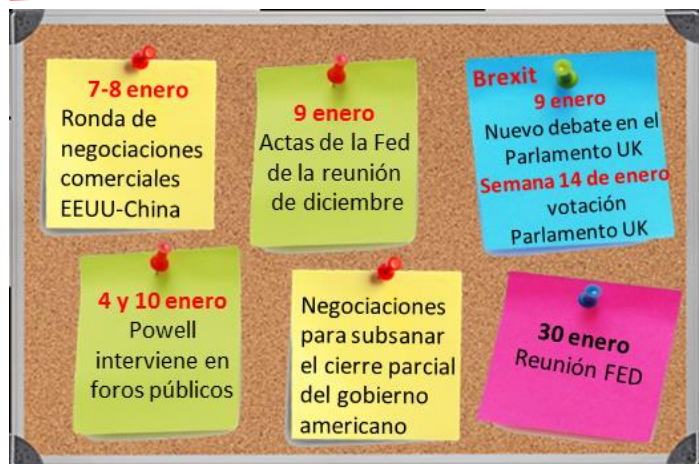 7-8 enero
Ronda de
negociaciones
comerciales
EEUU-China
9 enero
Actas de la Fed
de la reunión
de diciembre
Brexit
9 enero
Nuevo debate en el
Parlamento UK
Semana 14 de enero
votación
Parlamento UK
4 y 10 enero
Powell
interviene en
foros públicos
Negociaciones
para subsanar
el cierre parcial
del gobierno
americano
30 enero
Reunión FED